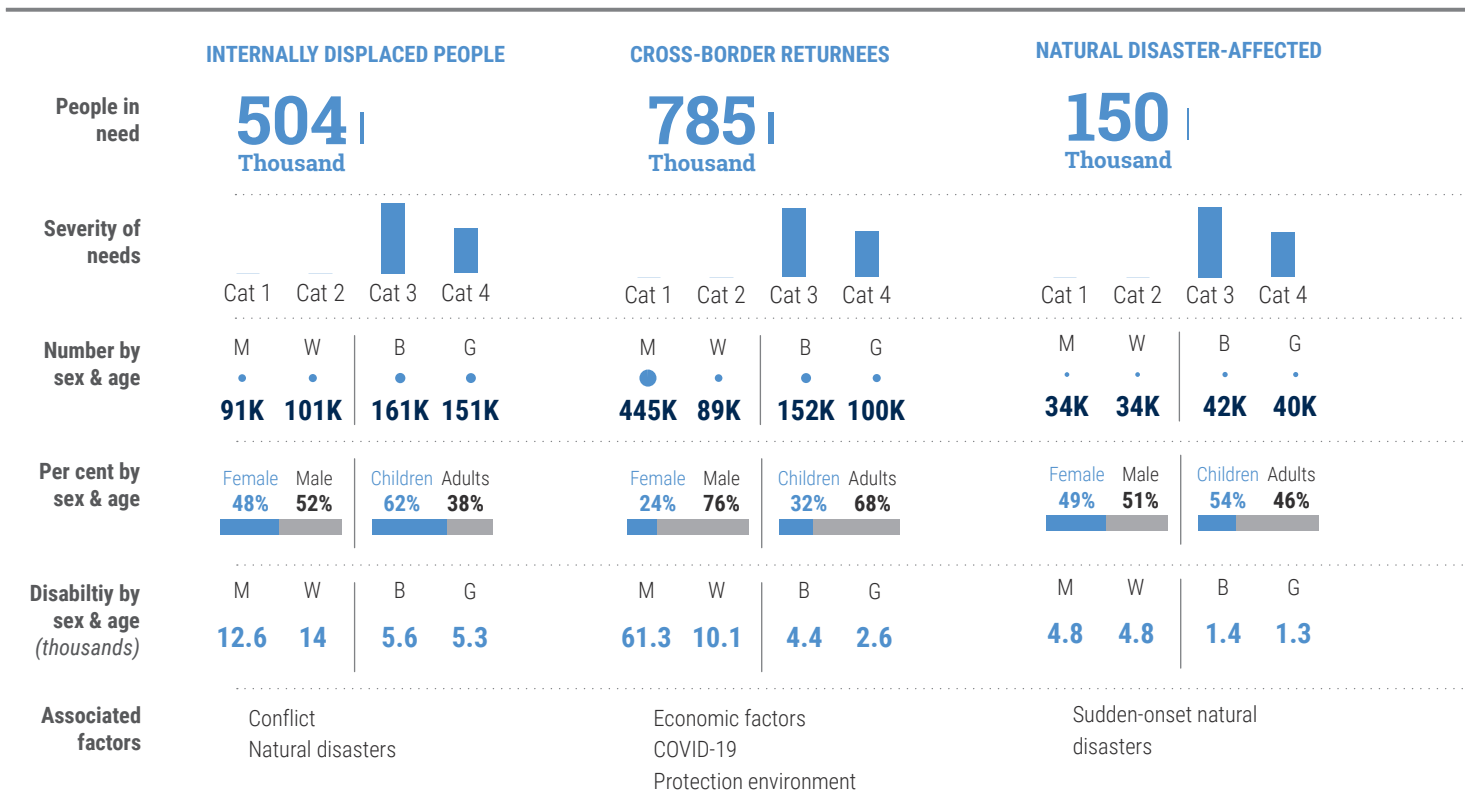 INTERNALLY DISPLACED PEOPLE CROSS-BORDER RETURNEES NATURAL DISASTER-AFFECTED
People in
need
504 785 150
Thousand Thousand Thousand
Severity of
needs
Cat 1 Cat 2 Cat 3 Cat 4 Cat 1 Cat 2 Cat 3 Cat 4 Cat 1 Cat 2 Cat 3 Cat 4
Number by
sex & age
M W B G M W B G M W B G
91K 101K 161K 151K 445K 89K 152K 100K 34K 34K 42K 40K
Per cent by
sex & age
Female Male Children Adults Female Male Children Adults Female Male Children Adults
48% 52% 62% 38% 24% 76% 32% 68% 49% 51% 54% 46%
Disabiltiy by
sex & age
(thousands)
M W B G M W B G M W B G
12.6 14 5.6 5.3 61.3 10.1 4.4 2.6 4.8 4.8 1.4 1.3
Associated
factors
Conflict
Natural disasters
Economic factors
COVID-19
Protection environment
Sudden-onset natural
disasters